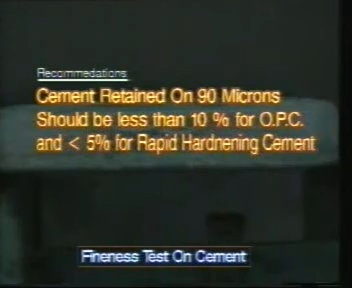 Recommedations
Cement Retained On 90 Microns
Should be less than 10 % for O.P.C.
and < 5% for Rapid Hardnening Cement
Fineness Test On Cement